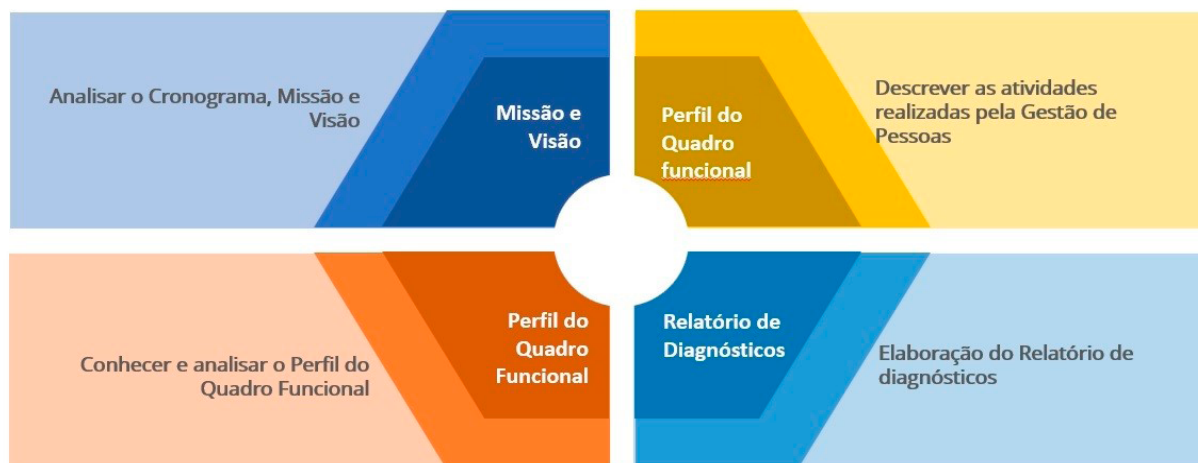 Analisar o Cronograma, Missão e
Visão
Missão e
Visão
Perfil do
Quadro
funcional
Descrever as atividades
realizadas pela Gestão de
Pessoas
Conhecer e analisar o Perfil do
Quadro Funcional
Perfil do
Quadro
Funcional
Relatório de
Diagnósticos
Elaboração do Relatório de
diagnósticos